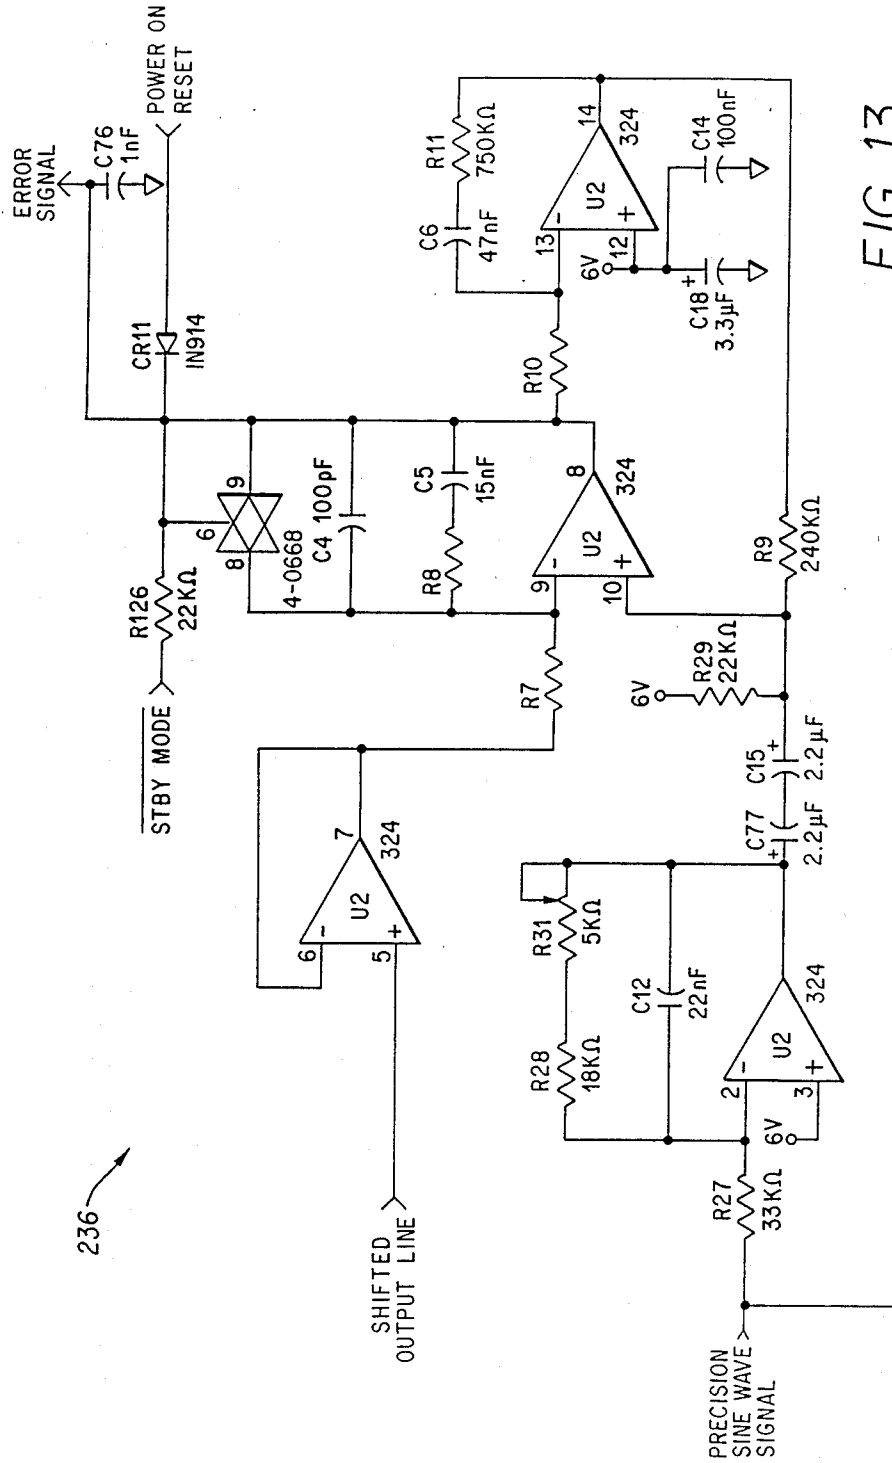 ERROR
SIGNAL
C76
1nF
POWER ON
RESET
CR11
IN914
R126
22KΩ
STBY MODE
6
8
9
4-0668
C4 100pF
R8
C5
15nF
R10
C6
47nF
R11
750KΩ
13
12
14
U2
324
6V
C18
3.3µF
+
C14
100nF
9
10
8
U2
324
R7
R9
240KΩ
6V
R29
22KΩ
C15
2.2µF
+
C77
2.2µF
+
6
5
7
U2
324
236
SHIFTED
OUTPUT LINE
R31
5KΩ
R28
18KΩ
C12
22nF
2
3
U2
324
6V
R27
33KΩ
PRECISION
SINE WAVE
SIGNAL
FIG. 13